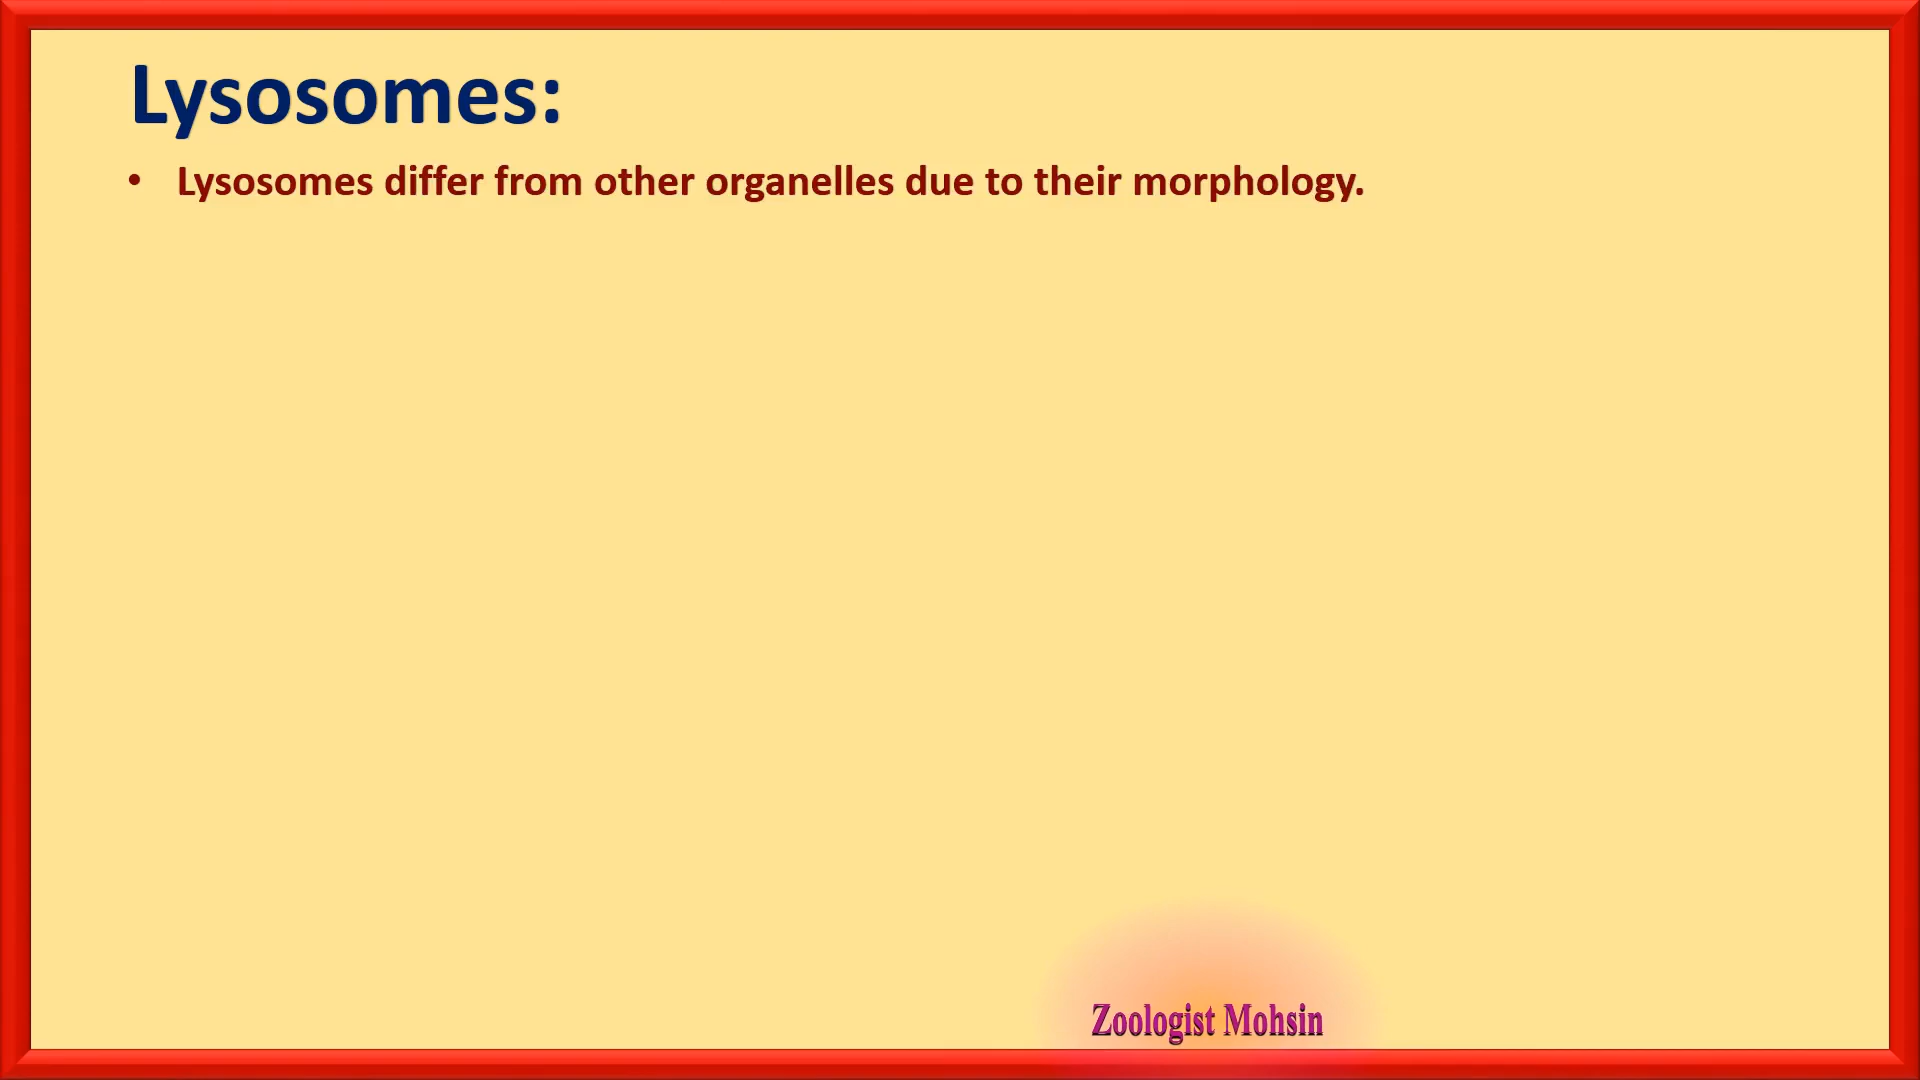 Lysosomes:
• Lysosomes differ from other organelles due to their morphology.
Zoologist Mohsin